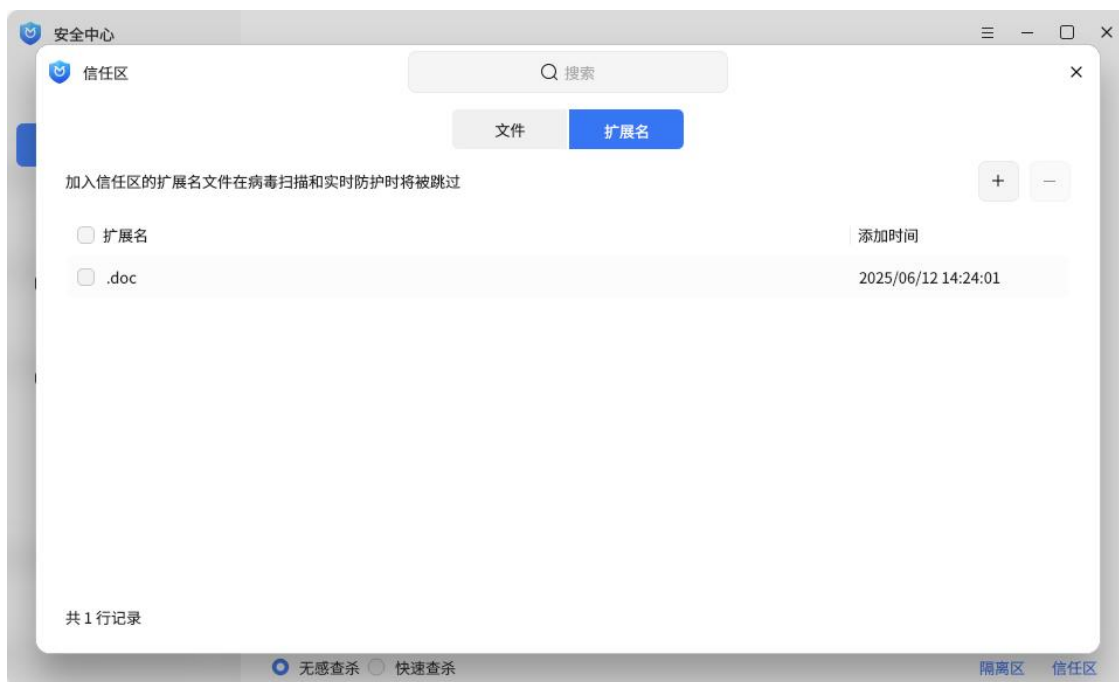 安全中心
信任区
搜索
文件 扩展名
加入信任区的扩展名文件在病毒扫描和实时防护时将被跳过
扩展名 添加时间
.doc 2025/06/12 14:24:01
共 1 行记录
无感查杀 快速查杀 隔离区 信任区